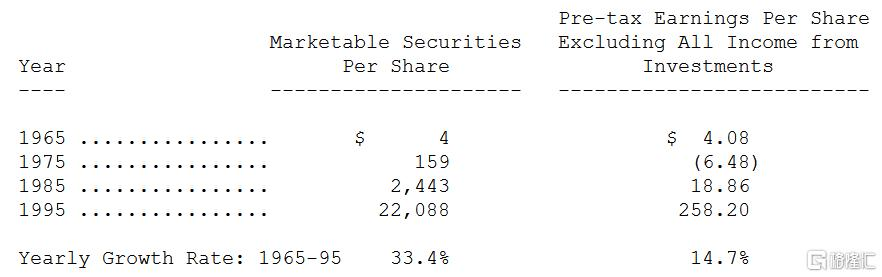 Pre-tax Earnings Per Share
Marketable Securities Excluding All Income from
Year Per Share Investments
---- --------------------- --------------------------
1965 ................ $ 4 $ 4.08
1975 ................ 159 (6.48)
1985 ................ 2,443 18.86
1995 ................ 22,088 258.20
Yearly Growth Rate: 1965-95 33.4% 14.7%
格隆汇